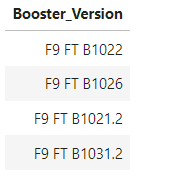 Booster_Version
F9 FT B1022
F9 FT B1026
F9 FT B1021.2
F9 FT B1031.2